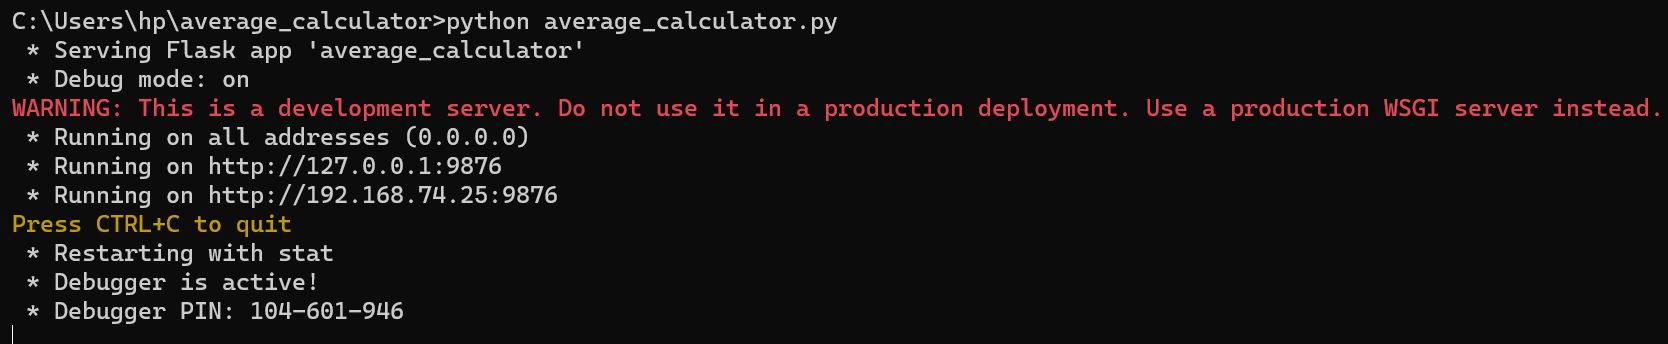 C:\Users\hp\average_calculator>python average_calculator.py
 * Serving Flask app 'average_calculator'
 * Debug mode: on
WARNING: This is a development server. Do not use it in a production deployment. Use a production WSGI server instead.
 * Running on all addresses (0.0.0.0)
 * Running on http://127.0.0.1:9876
 * Running on http://192.168.74.25:9876
Press CTRL+C to quit
 * Restarting with stat
 * Debugger is active!
 * Debugger PIN: 104-601-946